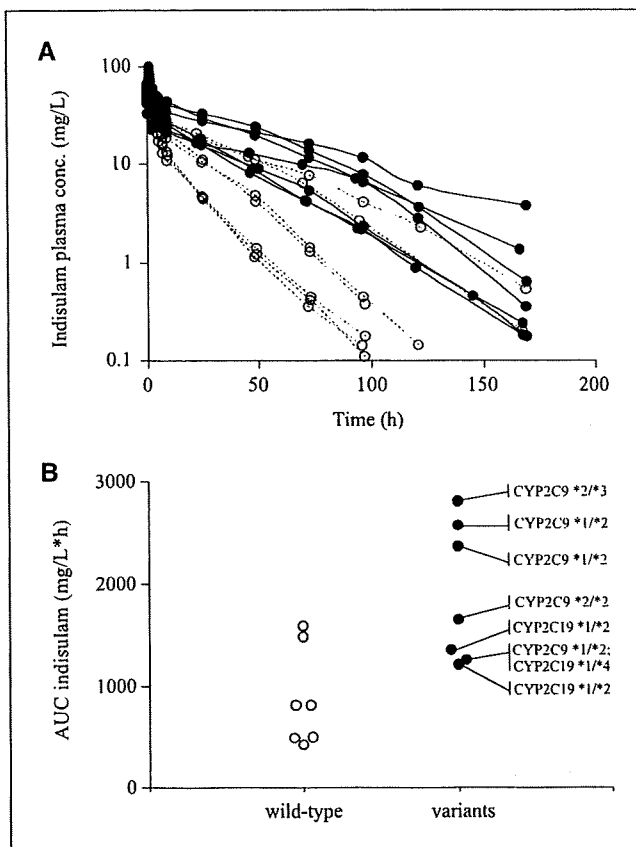 A
Indisulam plasma conc. (mg/L)
100
10
1
0.1
0
50
100
150
200
Time (h)
B
AUC indisulam (mg/L*h)
3000
2000
1000
0
CYP2C9 *2/*3
CYP2C9 *1/*2
CYP2C9 *1/*2
CYP2C9 *2/*2
CYP2C19 *1/*2
CYP2C9 *1/*2;
CYP2C19 *1/*4
CYP2C19 *1/*2
wild-type
variants